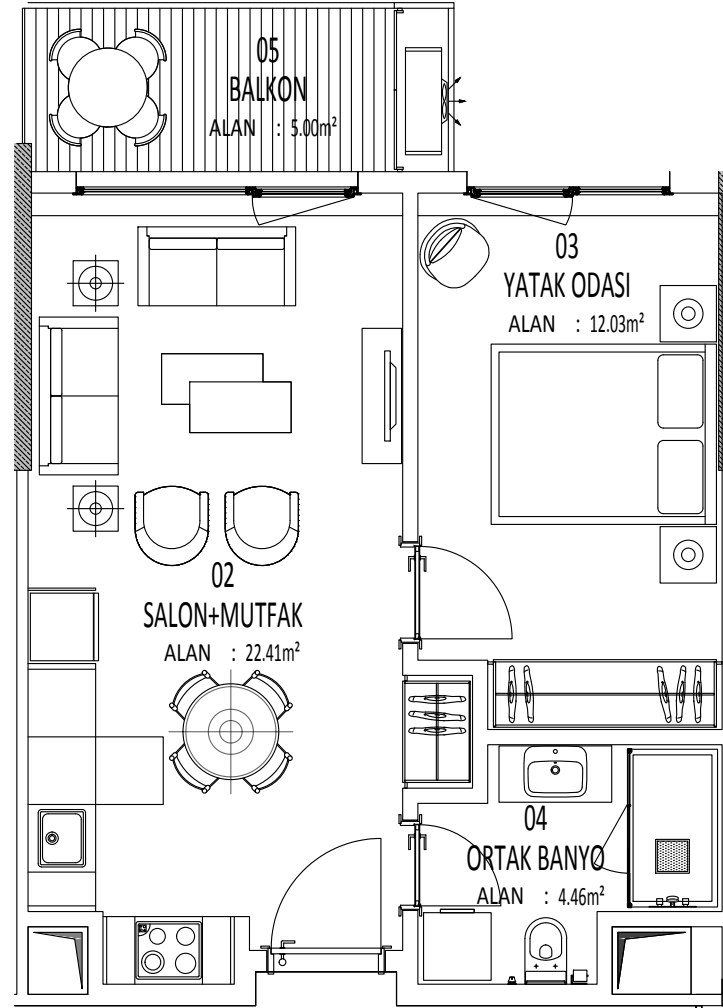 05
BALKON
ALAN : 5.00m²
03
YATAK ODASI
ALAN : 12.03m²
02
SALON+MUTFAK
ALAN : 22.41m²
04
ORTAK BANYO
ALAN : 4.46m²